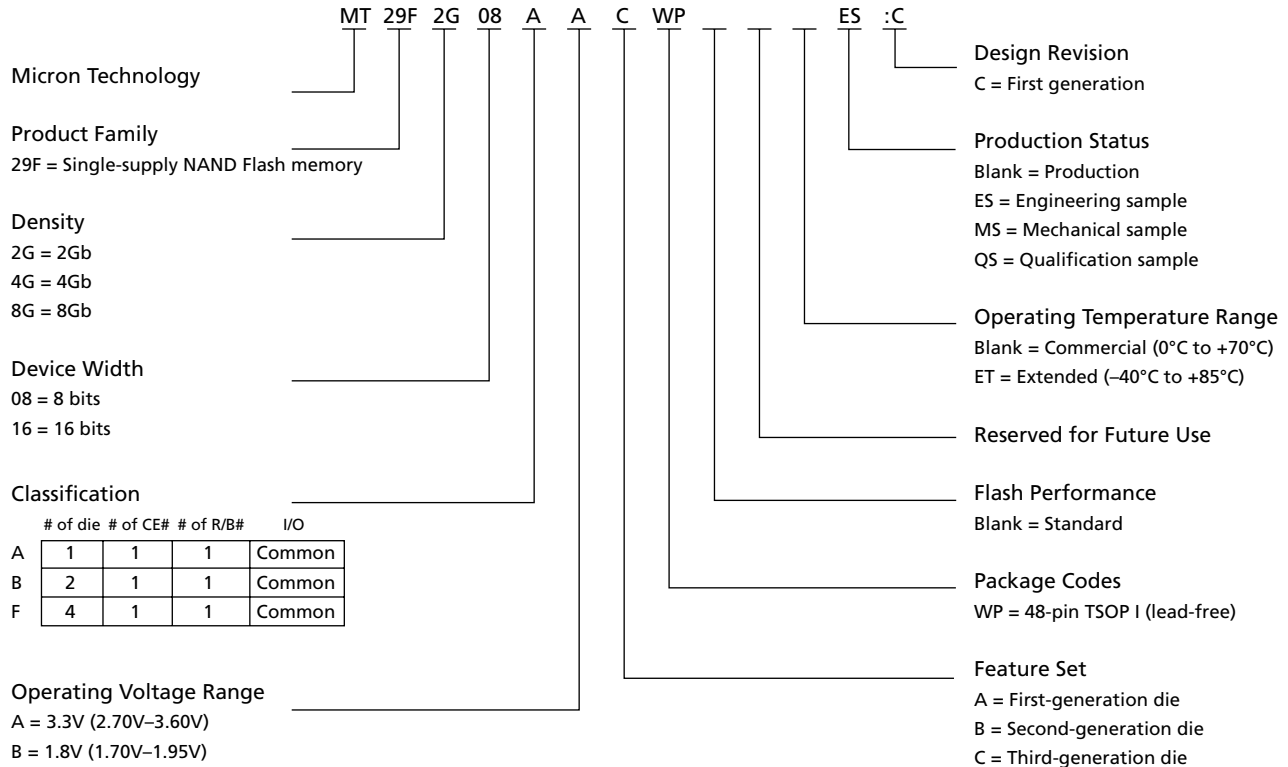 MT 29F 2G 08 A A C WP ES :C
Micron Technology
Product Family
29F = Single-supply NAND Flash memory
Density
2G = 2Gb
4G = 4Gb
8G = 8Gb
Device Width
08 = 8 bits
16 = 16 bits
Classification
# of die # of CE# # of R/B# I/O
A 1 1 1 Common
B 2 1 1 Common
F 4 1 1 Common
Operating Voltage Range
A = 3.3V (2.70V–3.60V)
B = 1.8V (1.70V–1.95V)
Design Revision
C = First generation
Production Status
Blank = Production
ES = Engineering sample
MS = Mechanical sample
QS = Qualification sample
Operating Temperature Range
Blank = Commercial (0°C to +70°C)
ET = Extended (–40°C to +85°C)
Reserved for Future Use
Flash Performance
Blank = Standard
Package Codes
WP = 48-pin TSOP I (lead-free)
Feature Set
A = First-generation die
B = Second-generation die
C = Third-generation die